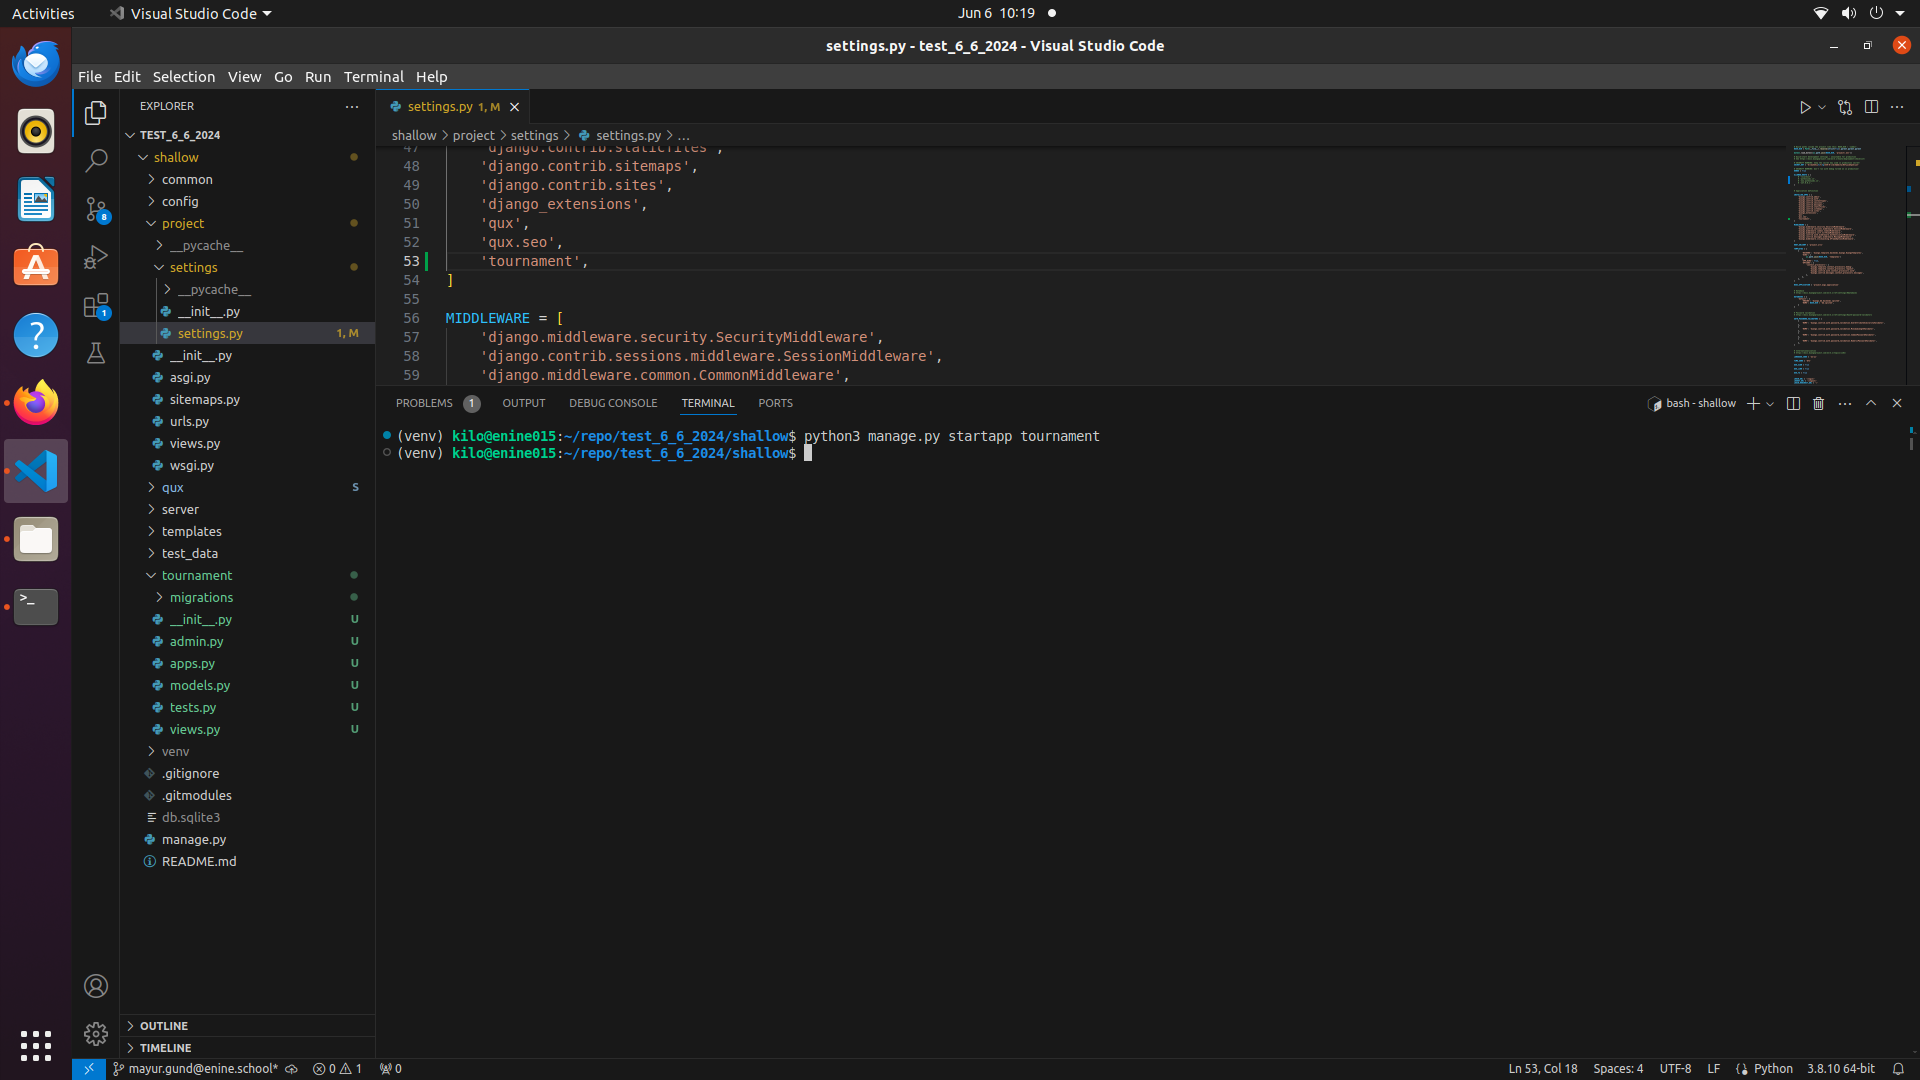 Activities
Visual Studio Code
Jun 6 10:19
settings.py - test_6_6_2024 - Visual Studio Code
File Edit Selection View Go Run Terminal Help
EXPLORER
TEST_6_6_2024
shallow
common
config
project
__pycache__
settings
__pycache__
__init__.py
settings.py 1, M
__init__.py
asgi.py
sitemaps.py
urls.py
views.py
wsgi.py
qux S
server
templates
test_data
tournament
migrations
__init__.py U
admin.py U
apps.py U
models.py U
tests.py U
views.py U
venv
.gitignore
.gitmodules
db.sqlite3
manage.py
README.md
OUTLINE
TIMELINE
8
1
settings.py 1, M
shallow > project > settings > settings.py > ...
47 'django.contrib.staticfiles',
48 'django.contrib.sitemaps',
49 'django.contrib.sites',
50 'django_extensions',
51 'qux',
52 'qux.seo',
53 'tournament',
54 ]
55
56 MIDDLEWARE = [
57 'django.middleware.security.SecurityMiddleware',
58 'django.contrib.sessions.middleware.SessionMiddleware',
59 'django.middleware.common.CommonMiddleware',
PROBLEMS 1 OUTPUT DEBUG CONSOLE TERMINAL PORTS
bash - shallow
(venv) kilo@enine015:~/repo/test_6_6_2024/shallow$ python3 manage.py startapp tournament
(venv) kilo@enine015:~/repo/test_6_6_2024/shallow$
mayur.gund@enine.school* 0 1 0
Ln 53, Col 18 Spaces: 4 UTF-8 LF Python 3.8.10 64-bit